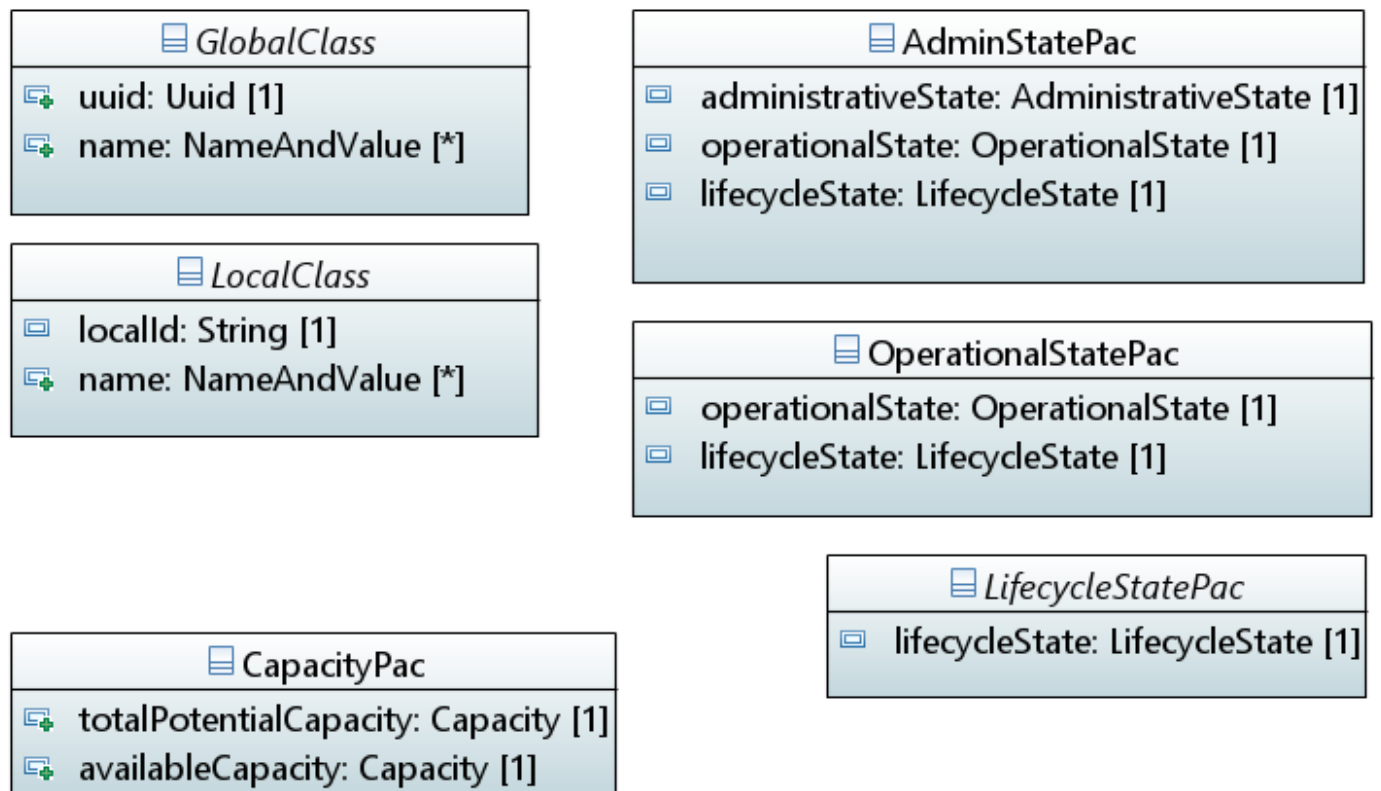 GlobalClass
uuid: Uuid [1]
name: NameAndValue [*]
LocalClass
localId: String [1]
name: NameAndValue [*]
AdminStatePac
administrativeState: AdministrativeState [1]
operationalState: OperationalState [1]
lifecycleState: LifecycleState [1]
OperationalStatePac
operationalState: OperationalState [1]
lifecycleState: LifecycleState [1]
LifecycleStatePac
lifecycleState: LifecycleState [1]
CapacityPac
totalPotentialCapacity: Capacity [1]
availableCapacity: Capacity [1]